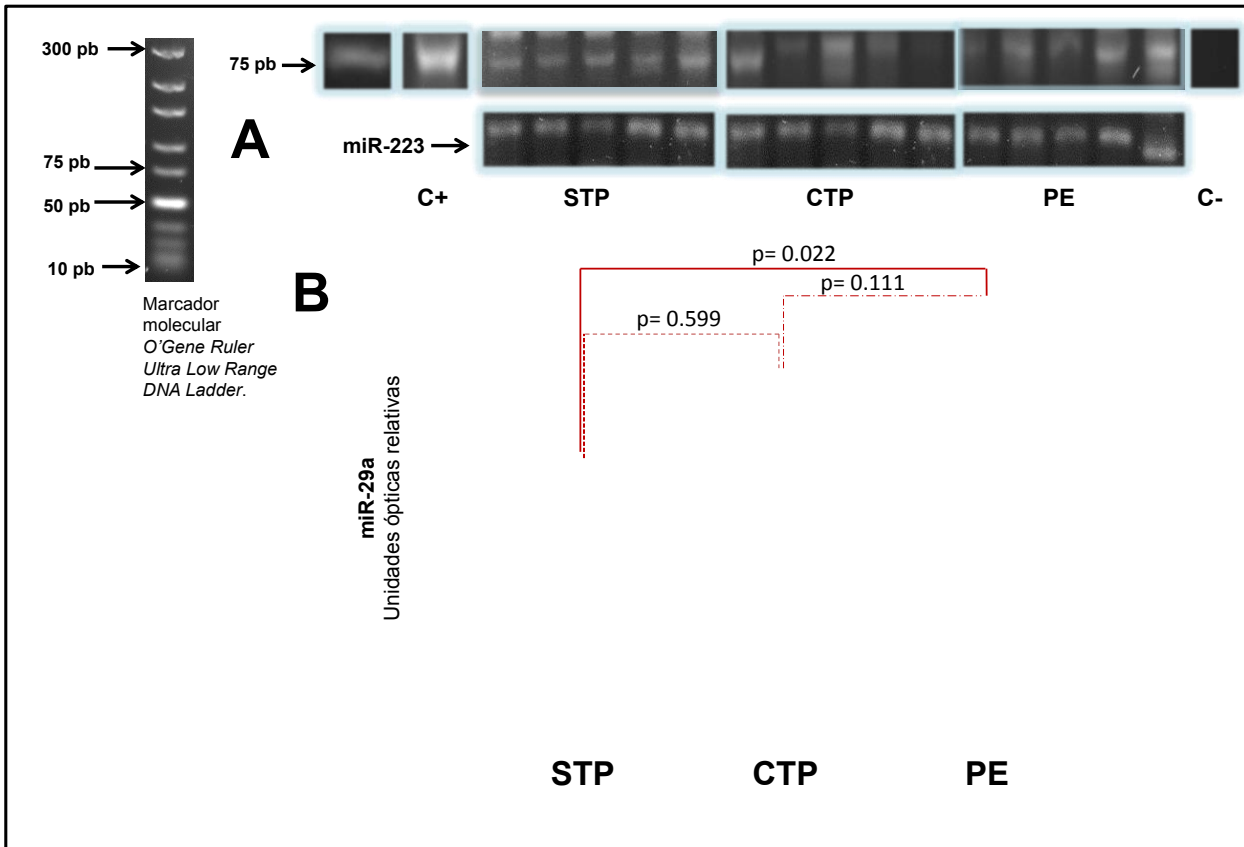 300 pb
75 pb
50 pb
10 pb
Marcador
molecular
O'Gene Ruler
Ultra Low Range
DNA Ladder.
75 pb
A
miR-223
C+
STP
CTP
PE
C-
B
p= 0.022
p= 0.111
p= 0.599
miR-29a
Unidades ópticas relativas
STP
CTP
PE